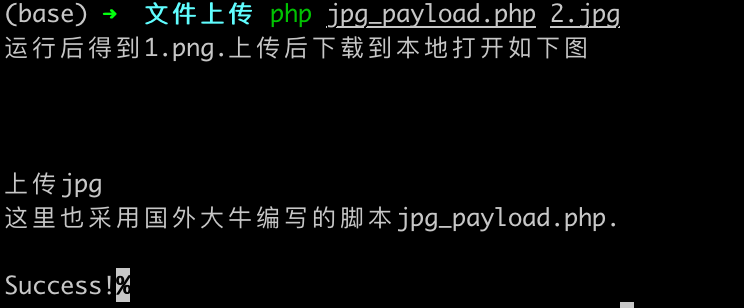 (base) ➜ 文件上传 php jpg_payload.php 2.jpg
运行后得到1.png.上传后下载到本地打开如下图
上传jpg
这里也采用国外大牛编写的脚本jpg_payload.php.
Success!%